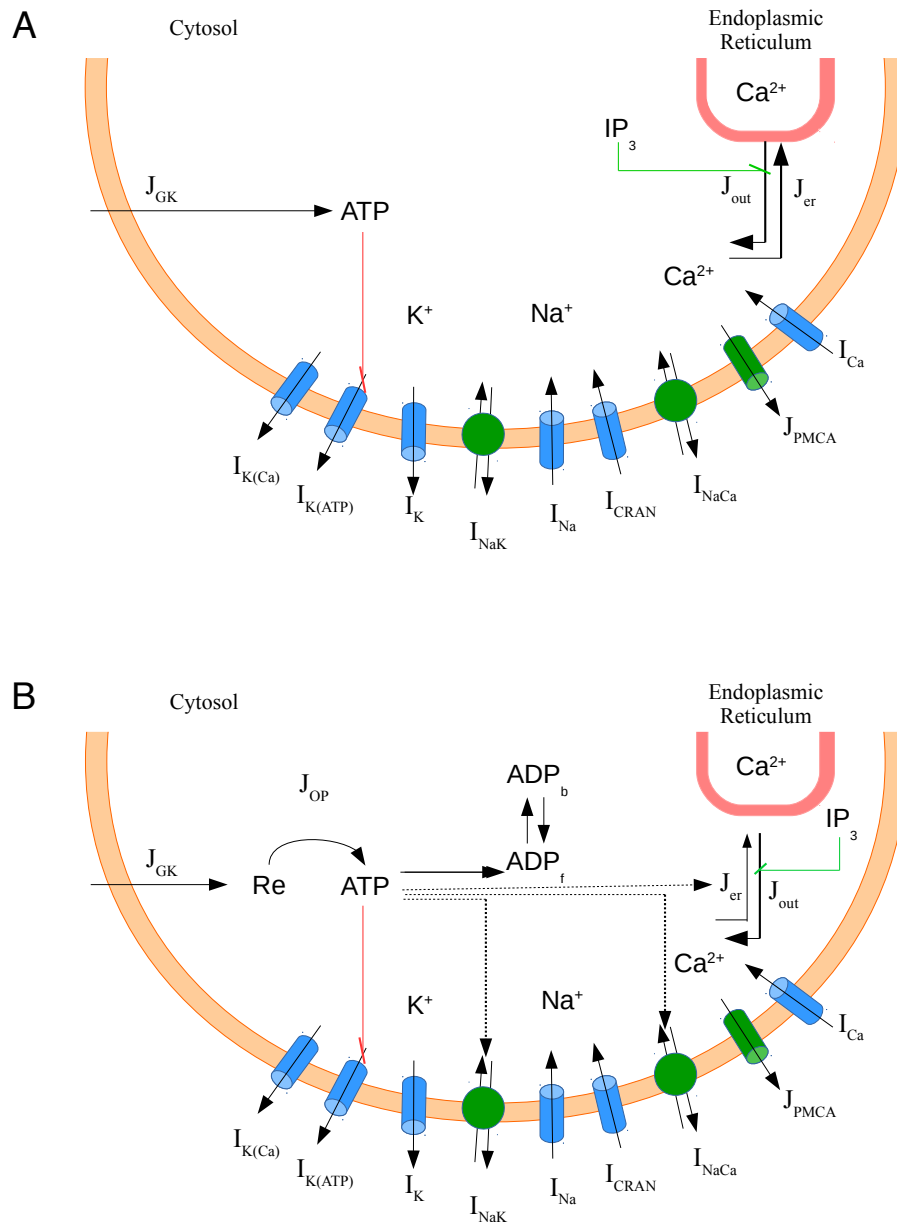 A
Cytosol
Endoplasmic
Reticulum
Ca2+
IP3
JGK
ATP
Jout
Jer
K+
Na+
Ca2+
ICa
JPMCA
IK(Ca)
IK(ATP)
IK
INaK
INa
ICRAN
INaCa
B
Cytosol
Endoplasmic
Reticulum
Ca2+
JOP
ADPb
IP3
JGK
Re
ATP
ADPf
Jer
Jout
K+
Na+
Ca2+
ICa
JPMCA
IK(Ca)
IK(ATP)
IK
INaK
INa
ICRAN
INaCa